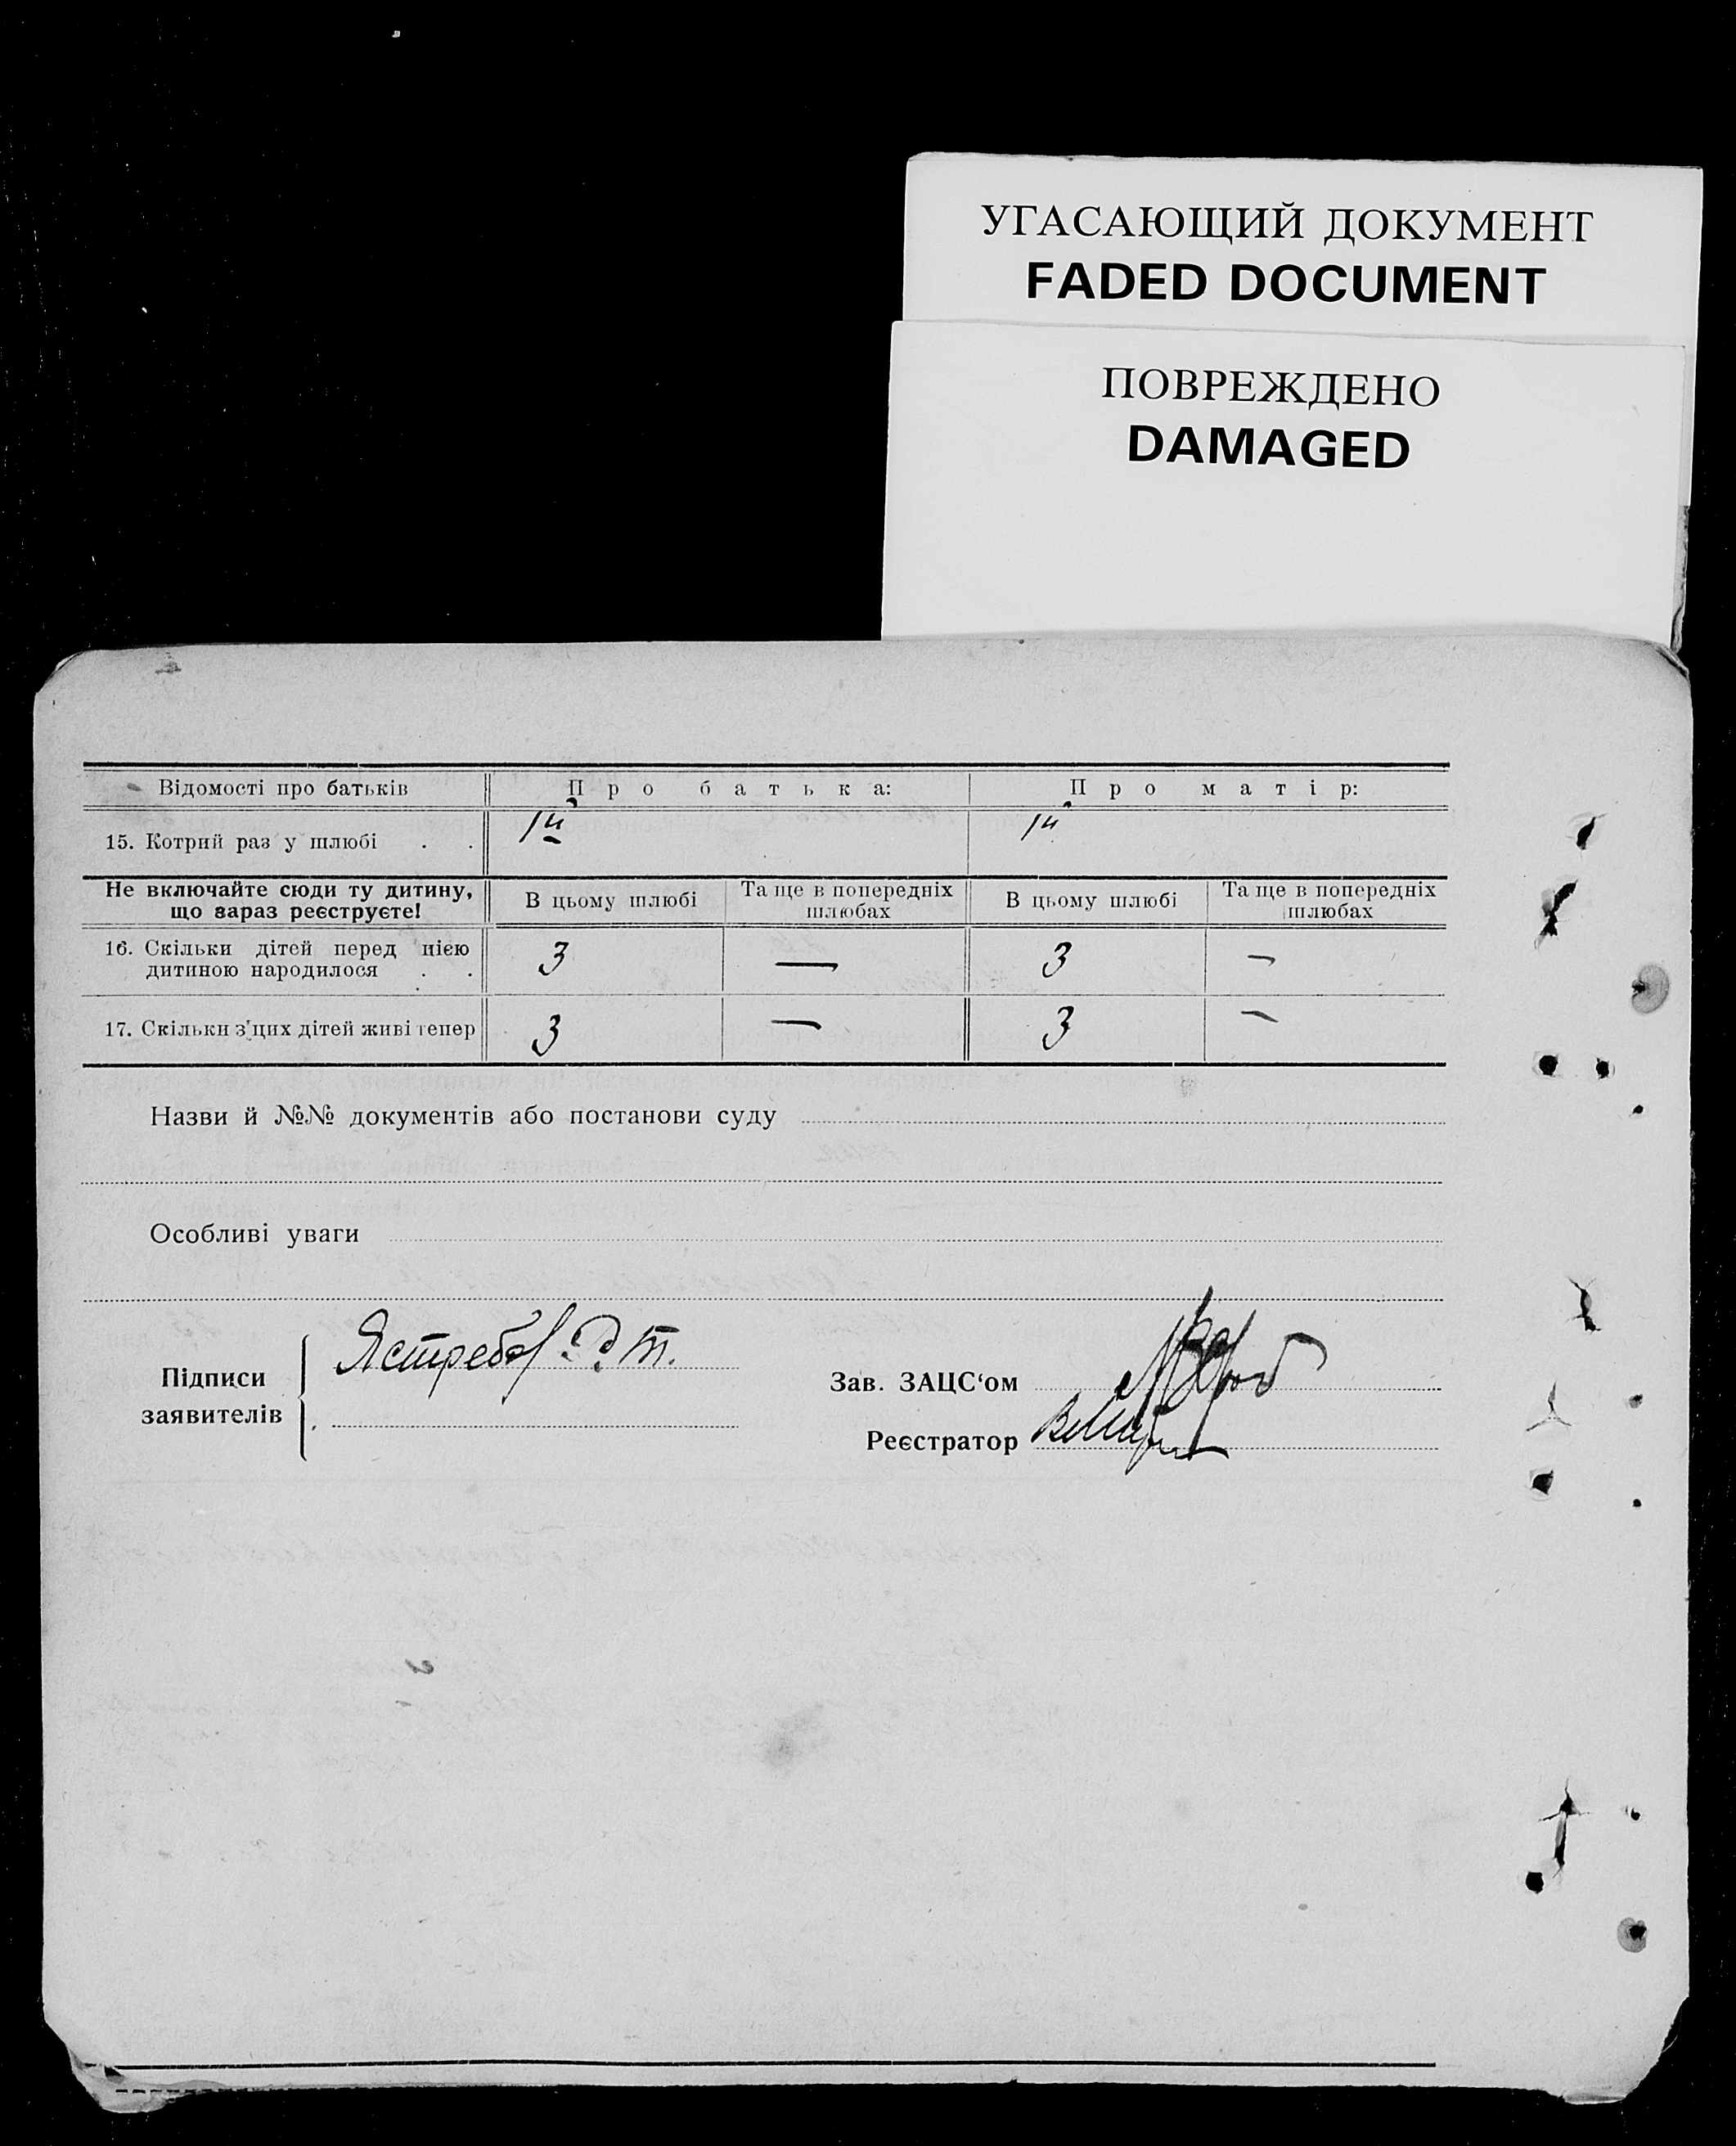 УГАСАЮЩИЙ ДОКУМЕНТ
FADED DOCUMENT
ПОВРЕЖДЕНО
DAMAGED
Відомості про батьків Про батька: Про матір:
15. Котрий раз у шлюбі . . 1й 1й
Не включайте сюди ту дитину, що зараз реєструєте! В цьому шлюбі Та ще в попередніх шлюбах В цьому шлюбі Та ще в попередніх шлюбах
16. Скільки дітей перед цією дитиною народилося . . 3 — 3 —
17. Скільки з цих дітей живі тепер 3 — 3 —
Назви й №№ документів або постанови суду
Особливі уваги
Підписи заявителів Ястребов
Зав. ЗАЦС‘ом
Реєстратор